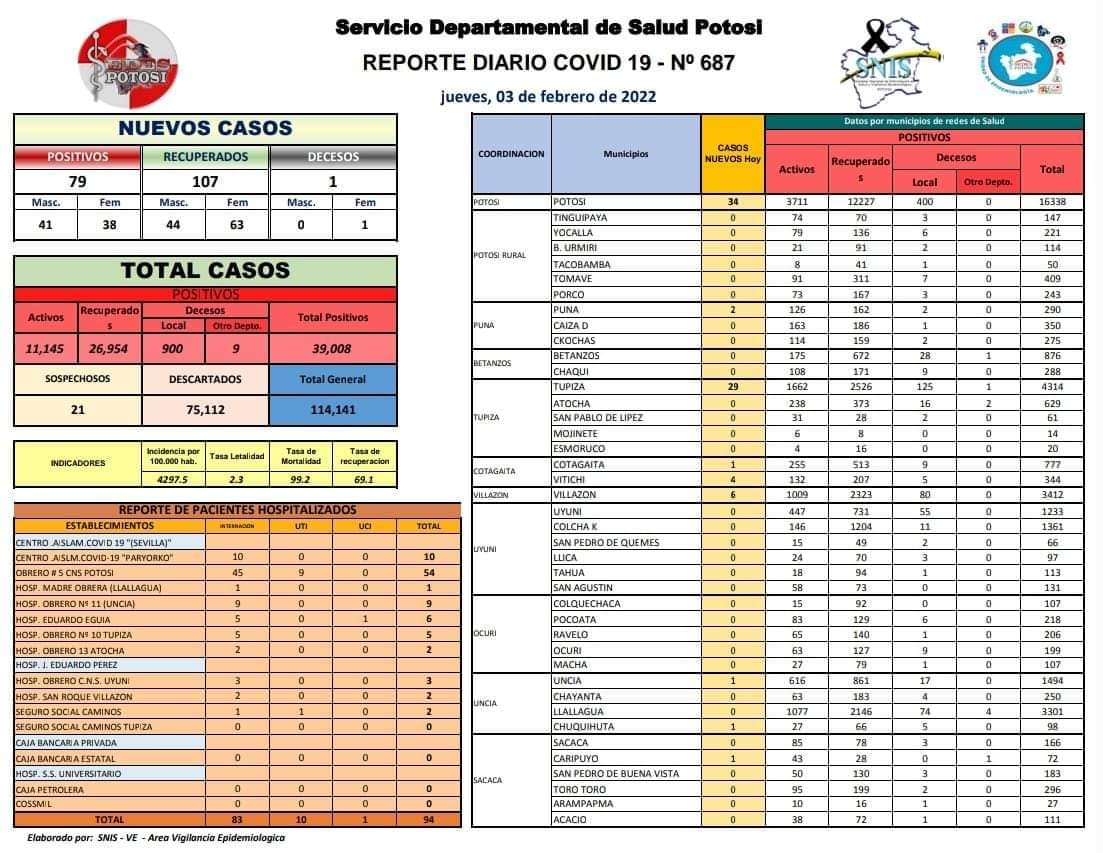 Servicio Departamental de Salud Potosi
REPORTE DIARIO COVID 19 - Nº 687
jueves, 03 de febrero de 2022
SEDES
POTOSI
SNIS
NUEVOS CASOS
POSITIVOS RECUPERADOS DECESOS
79 107 1
Masc. Fem Masc. Fem Masc. Fem
41 38 44 63 0 1
TOTAL CASOS
POSITIVOS
Activos Recuperado s Decesos Total Positivos
Local Otro Depto.
11,145 26,954 900 9 39,008
SOSPECHOSOS DESCARTADOS Total General
21 75,112 114,141
INDICADORES Incidencia por 100.000 hab. Tasa Letalidad Tasa de Mortalidad Tasa de recuperacion
4297.5 2.3 99.2 69.1
REPORTE DE PACIENTES HOSPITALIZADOS
ESTABLECIMIENTOS INTERNACION UTI UCI TOTAL
CENTRO .AISLAM.COVID 19 "(SEVILLA)"
CENTRO .AISLM.COVID-19 "PARYORKO" 10 0 0 10
OBRERO # 5 CNS POTOSI 45 9 0 54
HOSP. MADRE OBRERA (LLALLAGUA) 1 0 0 1
HOSP. OBRERO Nº 11 (UNCIA) 9 0 0 9
HOSP. EDUARDO EGUIA 5 0 1 6
HOSP. OBRERO Nº 10 TUPIZA 5 0 0 5
HOSP. OBRERO 13 ATOCHA 2 0 0 2
HOSP. J. EDUARDO PEREZ
HOSP. OBRERO C.N.S. UYUNI 3 0 0 3
HOSP. SAN ROQUE VILLAZON 2 0 0 2
SEGURO SOCIAL CAMINOS 1 1 0 2
SEGURO SOCIAL CAMINOS TUPIZA 0 0 0 0
CAJA BANCARIA PRIVADA
CAJA BANCARIA ESTATAL 0 0 0 0
HOSP. S.S. UNIVERSITARIO
CAJA PETROLERA 0 0 0 0
COSSMIL 0 0 0 0
TOTAL 83 10 1 94
Elaborado por: SNIS - VE - Area Vigilancia Epidemiologica
Datos por municipios de redes de Salud
COORDINACION Municipios CASOS NUEVOS Hoy POSITIVOS
Activos Recuperado s Decesos Total
Local Otro Depto.
POTOSI POTOSI 34 3711 12227 400 0 16338
POTOSI RURAL TINGUIPAYA 0 74 70 3 0 147
YOCALLA 0 79 136 6 0 221
B. URMIRI 0 21 91 2 0 114
TACOBAMBA 0 8 41 1 0 50
TOMAVE 0 91 311 7 0 409
PORCO 0 73 167 3 0 243
PUNA PUNA 2 126 162 2 0 290
CAIZA D 0 163 186 1 0 350
CKOCHAS 0 114 159 2 0 275
BETANZOS BETANZOS 0 175 672 28 1 876
CHAQUI 0 108 171 9 0 288
TUPIZA TUPIZA 29 1662 2526 125 1 4314
ATOCHA 0 238 373 16 2 629
SAN PABLO DE LIPEZ 0 31 28 2 0 61
MOJINETE 0 6 8 0 0 14
ESMORUCO 0 4 16 0 0 20
COTAGAITA COTAGAITA 1 255 513 9 0 777
VITICHI 4 132 207 5 0 344
VILLAZON VILLAZON 6 1009 2323 80 0 3412
UYUNI UYUNI 0 447 731 55 0 1233
COLCHA K 0 146 1204 11 0 1361
SAN PEDRO DE QUEMES 0 15 49 2 0 66
LLICA 0 24 70 3 0 97
TAHUA 0 18 94 1 0 113
SAN AGUSTIN 0 58 73 0 0 131
OCURI COLQUECHACA 0 15 92 0 0 107
POCOATA 0 83 129 6 0 218
RAVELO 0 65 140 1 0 206
OCURI 0 63 127 9 0 199
MACHA 0 27 79 1 0 107
UNCIA UNCIA 1 616 861 17 0 1494
CHAYANTA 0 63 183 4 0 250
LLALLAGUA 0 1077 2146 74 4 3301
CHUQUIHUTA 1 27 66 5 0 98
SACACA SACACA 0 85 78 3 0 166
CARIPUYO 1 43 28 0 1 72
SAN PEDRO DE BUENA VISTA 0 50 130 3 0 183
TORO TORO 0 95 199 2 0 296
ARAMPAPMA 0 10 16 1 0 27
ACACIO 0 38 72 1 0 111